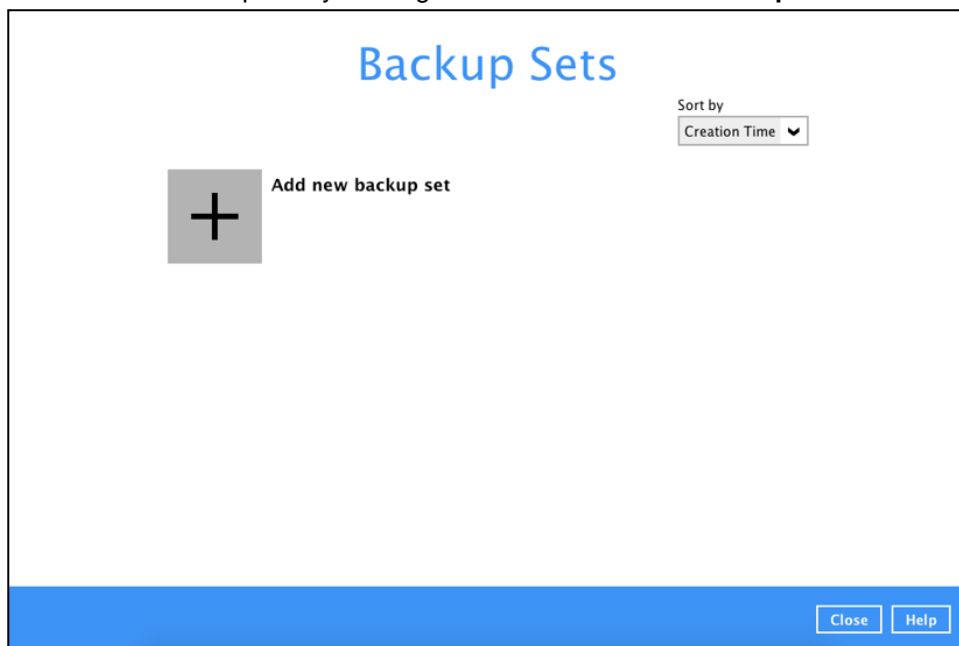 Backup Sets
Sort by
Creation Time
Add new backup set
Close Help